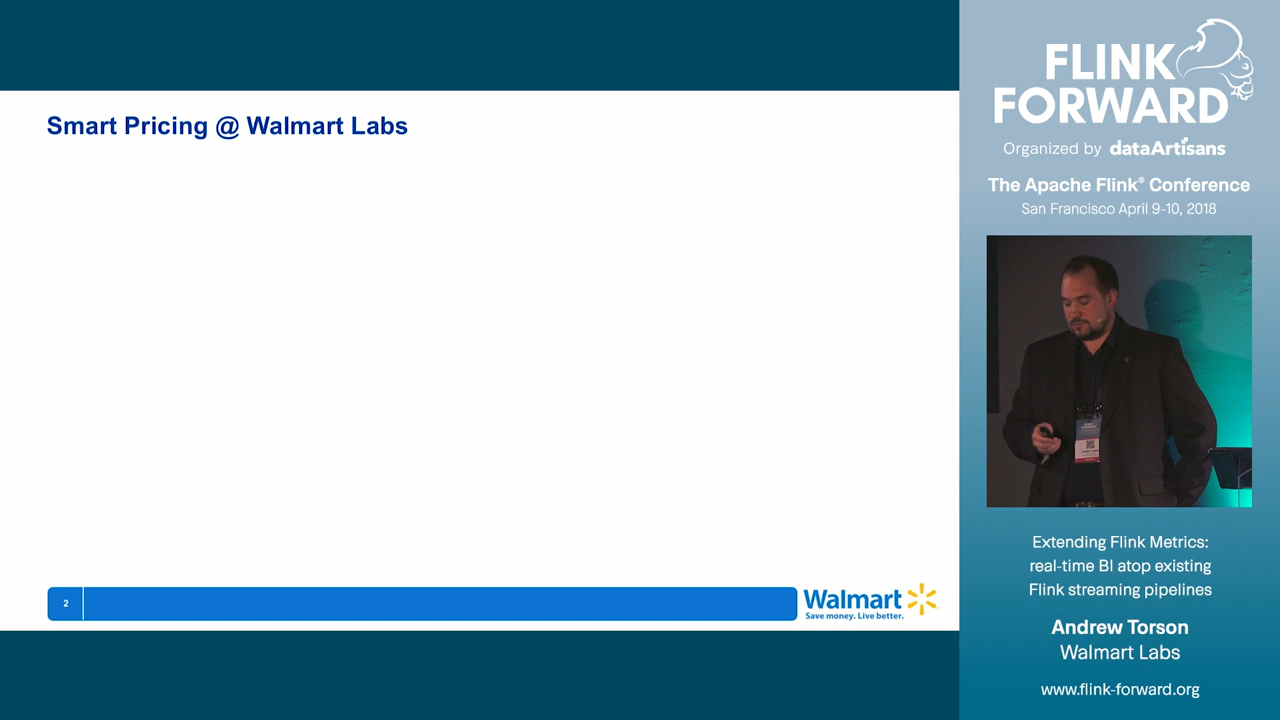 Smart Pricing @ Walmart Labs
2
Walmart
Save money. Live better.
FLINK
FORWARD
Organized by dataArtisans
The Apache Flink® Conference
San Francisco April 9-10, 2018
Extending Flink Metrics:
real-time BI atop existing
Flink streaming pipelines
Andrew Torson
Walmart Labs
www.flink-forward.org